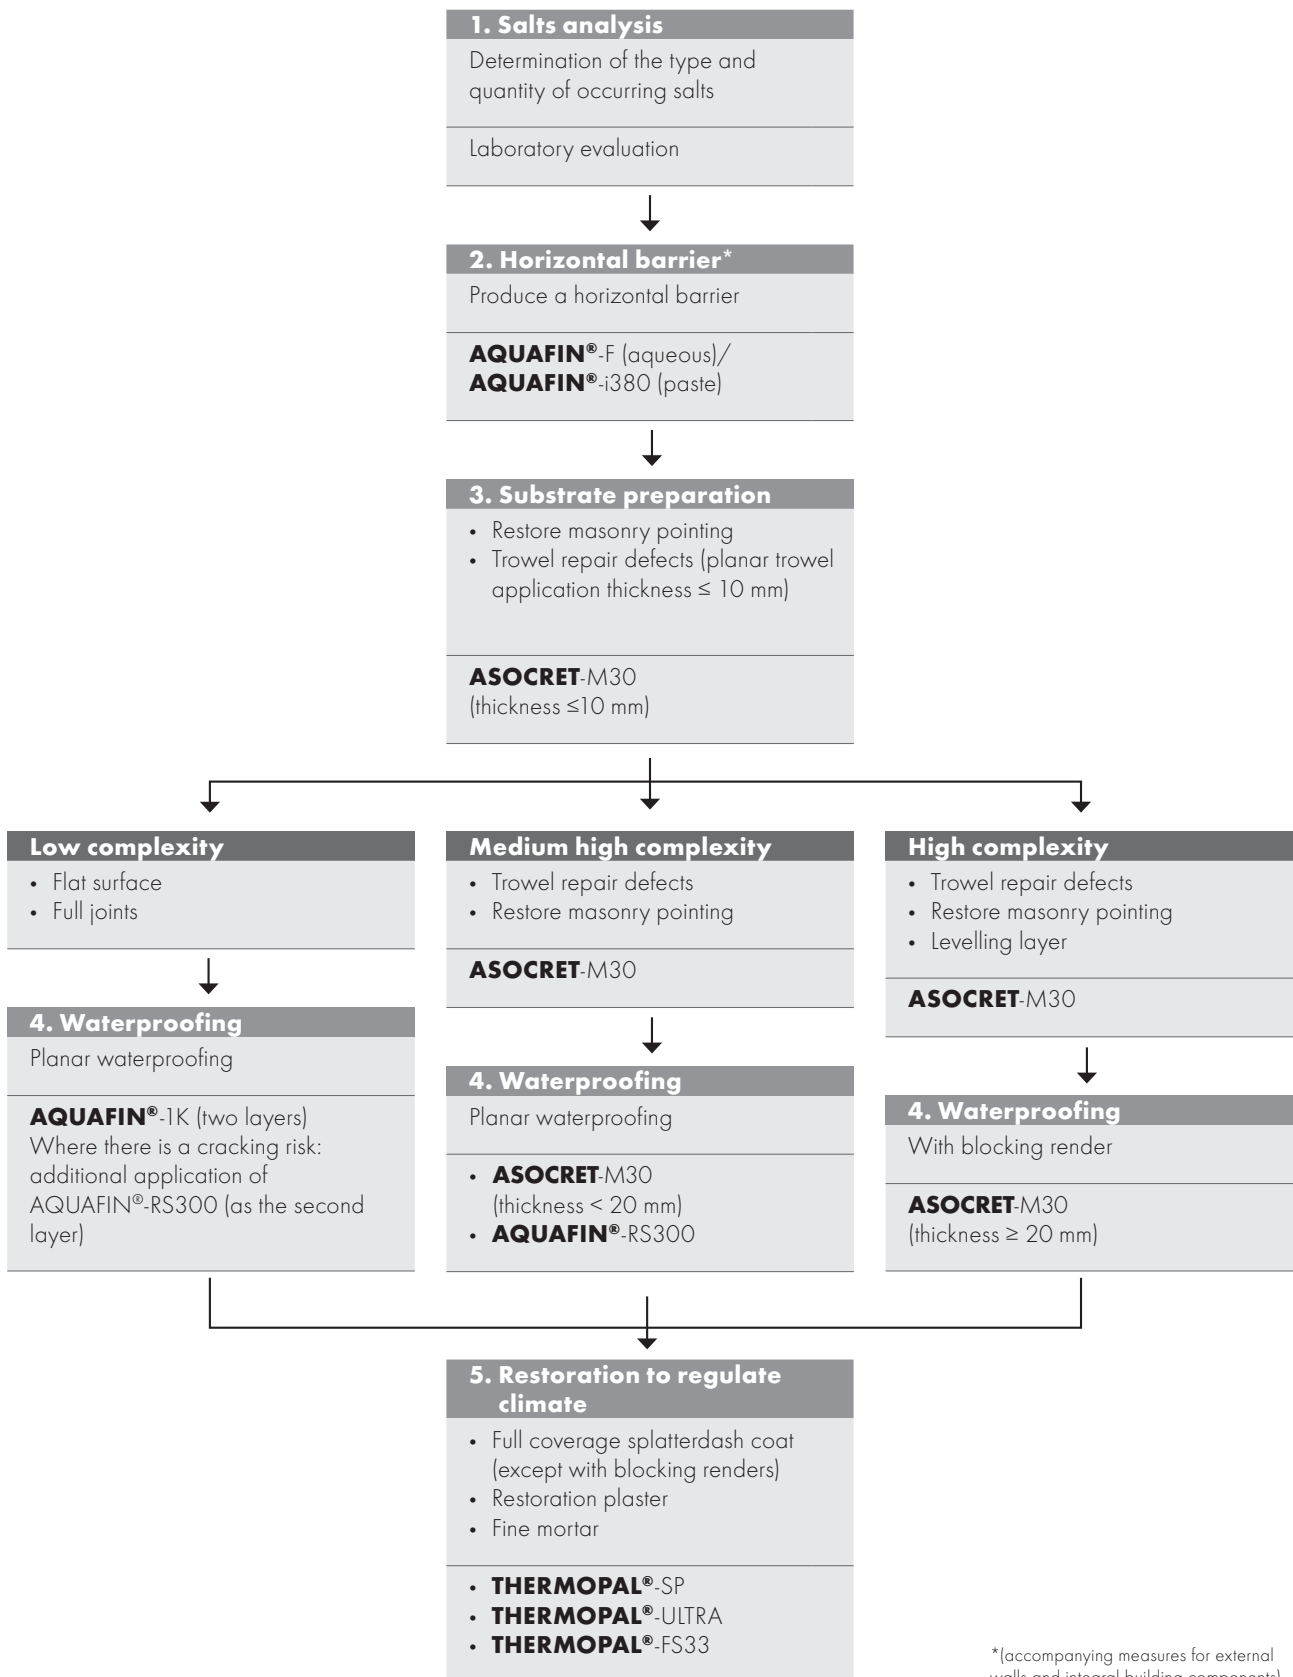 1. Salts analysis
Determination of the type and
quantity of occurring salts
Laboratory evaluation
2. Horizontal barrier*
Produce a horizontal barrier
AQUAFIN®-F (aqueous)/
AQUAFIN®-i380 (paste)
3. Substrate preparation
• Restore masonry pointing
• Trowel repair defects (planar trowel
application thickness ≤ 10 mm)
ASOCRET-M30
(thickness ≤10 mm)
Low complexity
• Flat surface
• Full joints
4. Waterproofing
Planar waterproofing
AQUAFIN®-1K (two layers)
Where there is a cracking risk:
additional application of
AQUAFIN®-RS300 (as the second
layer)
Medium high complexity
• Trowel repair defects
• Restore masonry pointing
ASOCRET-M30
4. Waterproofing
Planar waterproofing
• ASOCRET-M30
(thickness < 20 mm)
• AQUAFIN®-RS300
High complexity
• Trowel repair defects
• Restore masonry pointing
• Levelling layer
ASOCRET-M30
4. Waterproofing
With blocking render
ASOCRET-M30
(thickness ≥ 20 mm)
5. Restoration to regulate
climate
• Full coverage splatterdash coat
(except with blocking renders)
• Restoration plaster
• Fine mortar
• THERMOPAL®-SP
• THERMOPAL®-ULTRA
• THERMOPAL®-FS33
*(accompanying measures for external
walls and integral building components)